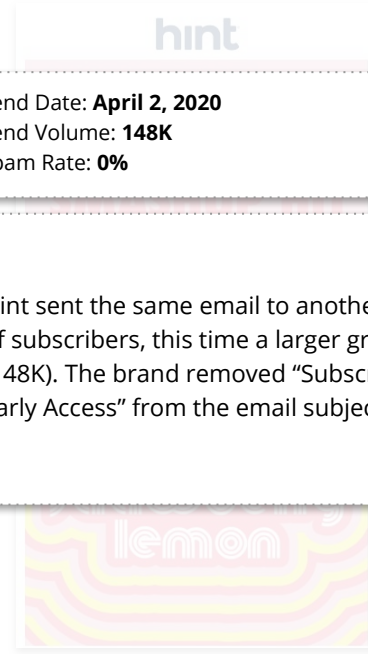 hint
end Date: April 2, 2020
end Volume: 148K
pam Rate: 0%
int sent the same email to anothe
f subscribers, this time a larger gr
48K). The brand removed “Subscr
arly Access” from the email subjec
lemon